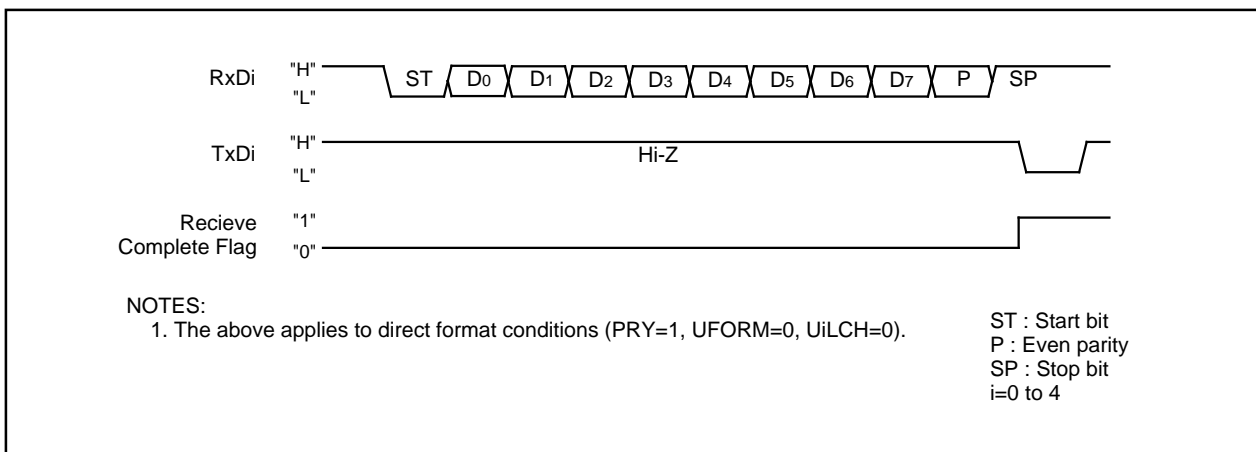 RxDi "H" "L" ST D0 D1 D2 D3 D4 D5 D6 D7 P SP
TxDi "H" "L" Hi-Z
Recieve "1"
Complete Flag "0"
NOTES:
1. The above applies to direct format conditions (PRY=1, UFORM=0, UiLCH=0).
ST : Start bit
P : Even parity
SP : Stop bit
i=0 to 4